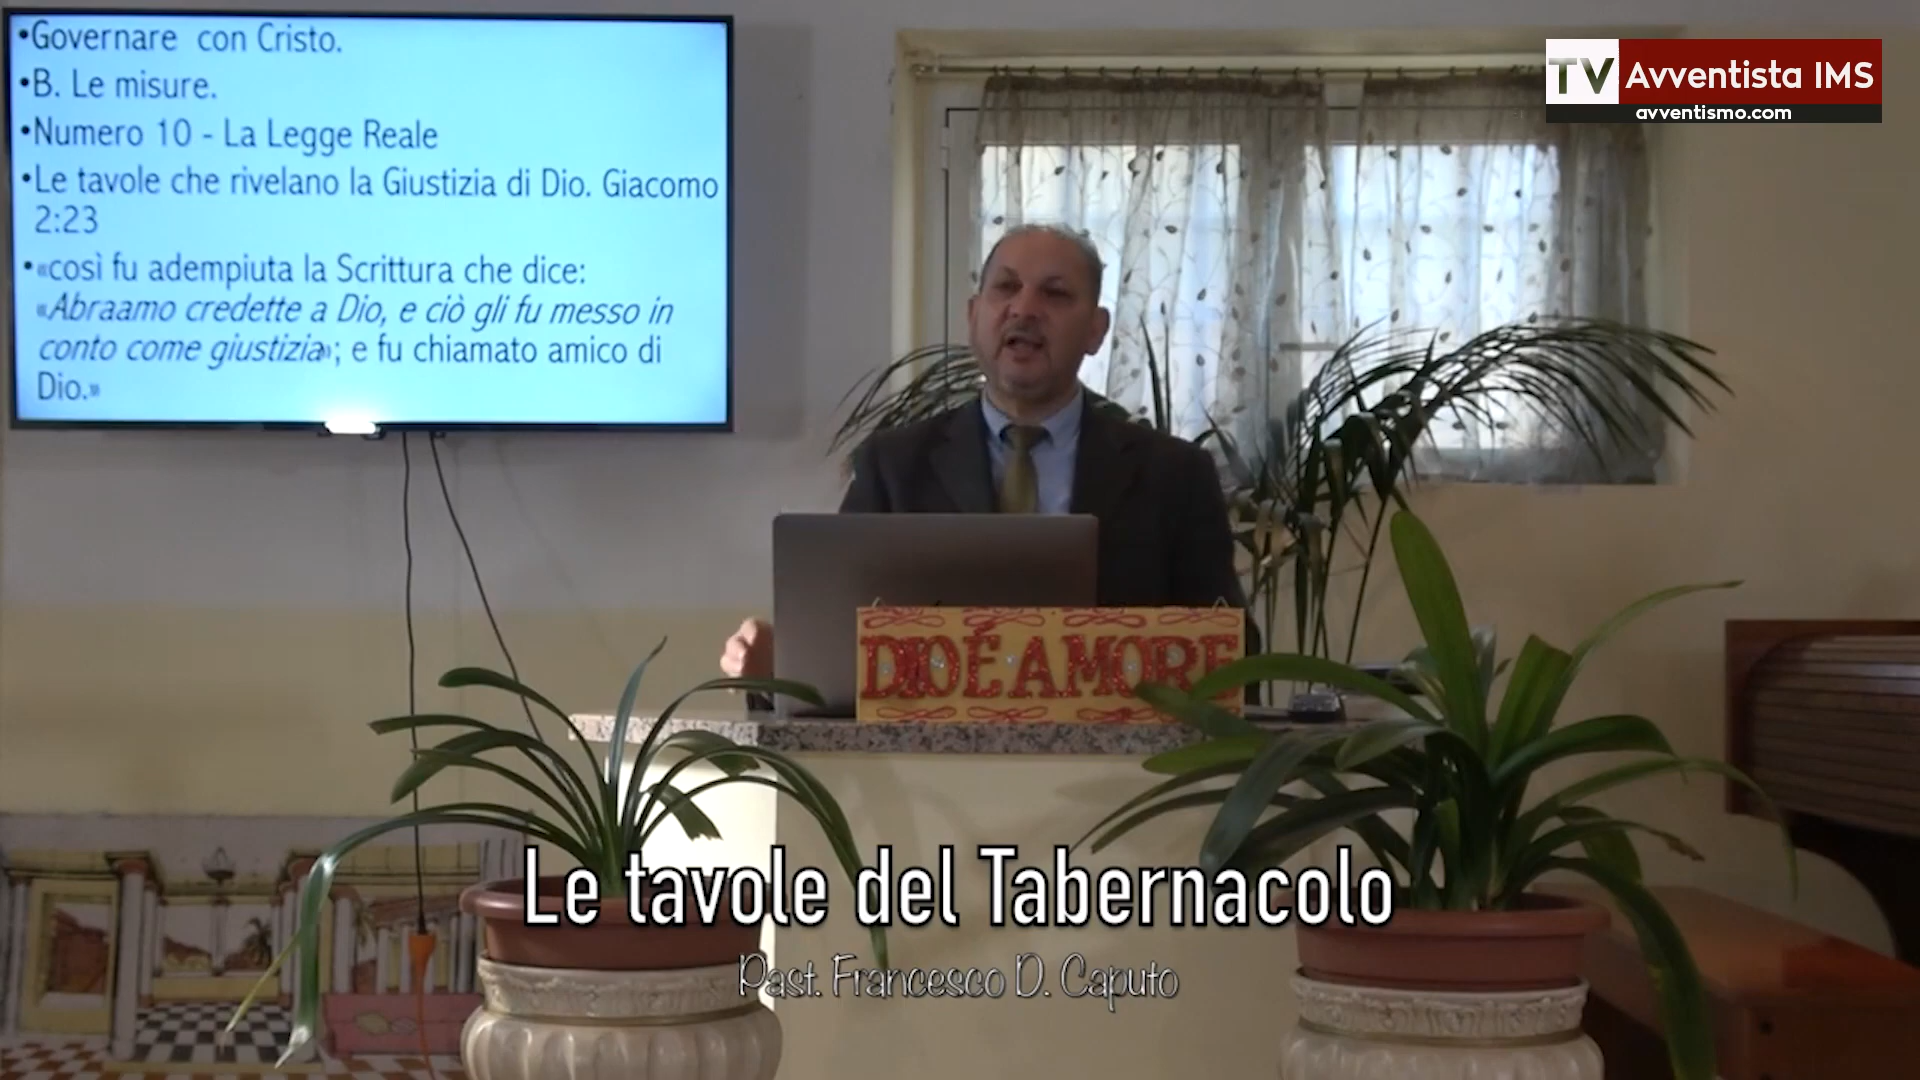 •Governare con Cristo.
•B. Le misure.
•Numero 10 - La Legge Reale
•Le tavole che rivelano la Giustizia di Dio. Giacomo
2:23
•«così fu adempiuta la Scrittura che dice:
«Abraamo credette a Dio, e ciò gli fu messo in
conto come giustizia»; e fu chiamato amico di
Dio.»
TV Avventista IMS
avventismo.com
DIO É AMORE
Le tavole del Tabernacolo
Past. Francesco D. Caputo